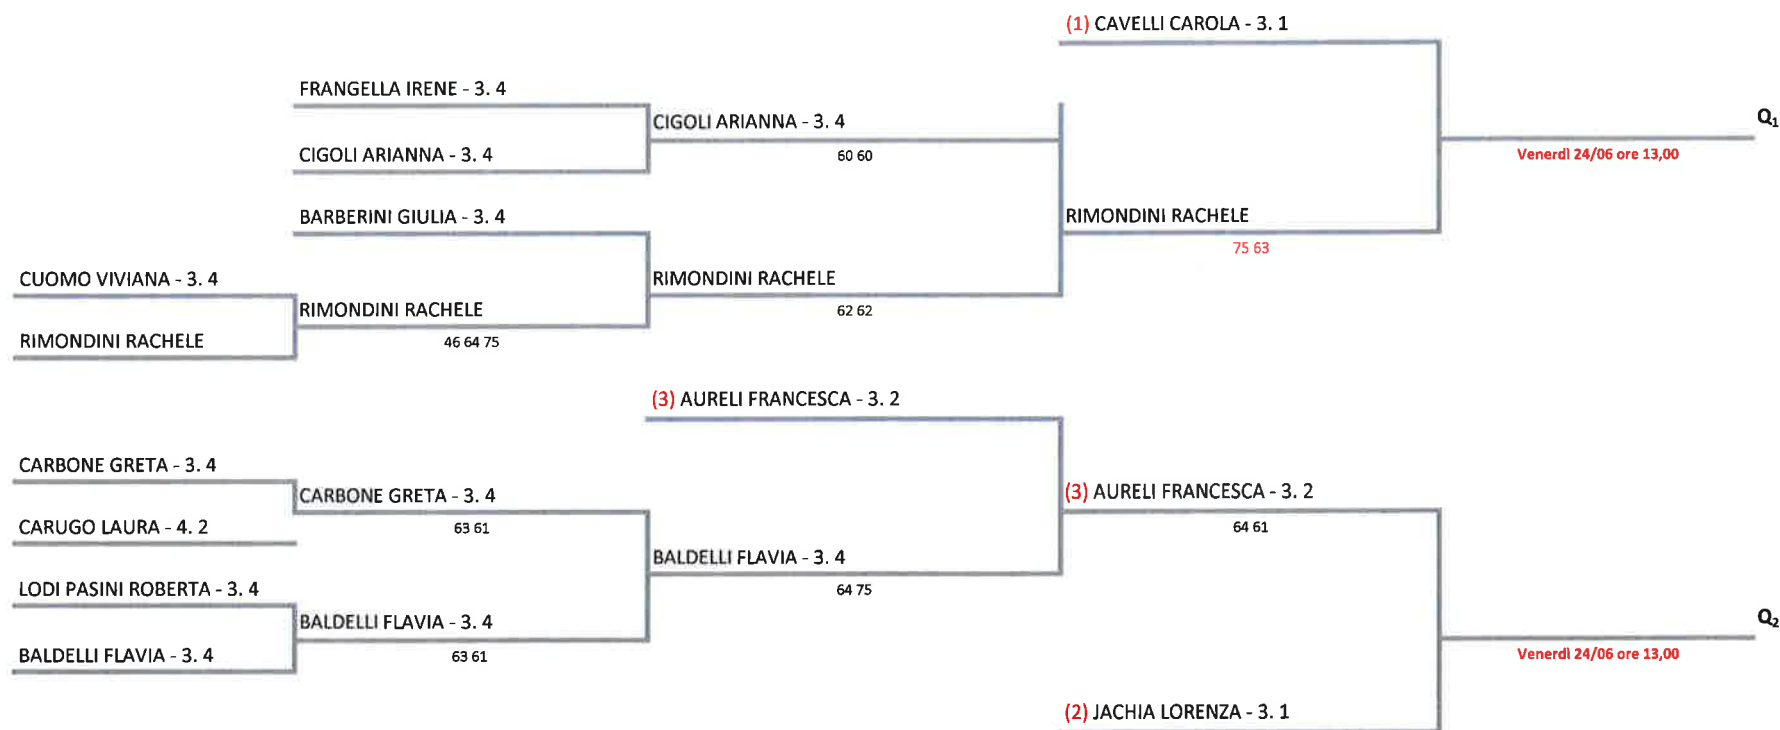 (1) CAVELLI CAROLA - 3. 1
FRANGELLA IRENE - 3. 4
CIGOLI ARIANNA - 3. 4
60 60
Q1
Venerdì 24/06 ore 13,00
CIGOLI ARIANNA - 3. 4
BARBERINI GIULIA - 3. 4
RIMONDINI RACHELE
75 63
CUOMO VIVIANA - 3. 4
RIMONDINI RACHELE
62 62
RIMONDINI RACHELE
46 64 75
RIMONDINI RACHELE
(3) AURELI FRANCESCA - 3. 2
CARBONE GRETA - 3. 4
CARBONE GRETA - 3. 4
63 61
(3) AURELI FRANCESCA - 3. 2
64 61
CARUGO LAURA - 4. 2
BALDELLI FLAVIA - 3. 4
64 75
LODI PASINI ROBERTA - 3. 4
BALDELLI FLAVIA - 3. 4
63 61
Q2
Venerdì 24/06 ore 13,00
BALDELLI FLAVIA - 3. 4
(2) JACHIA LORENZA - 3. 1